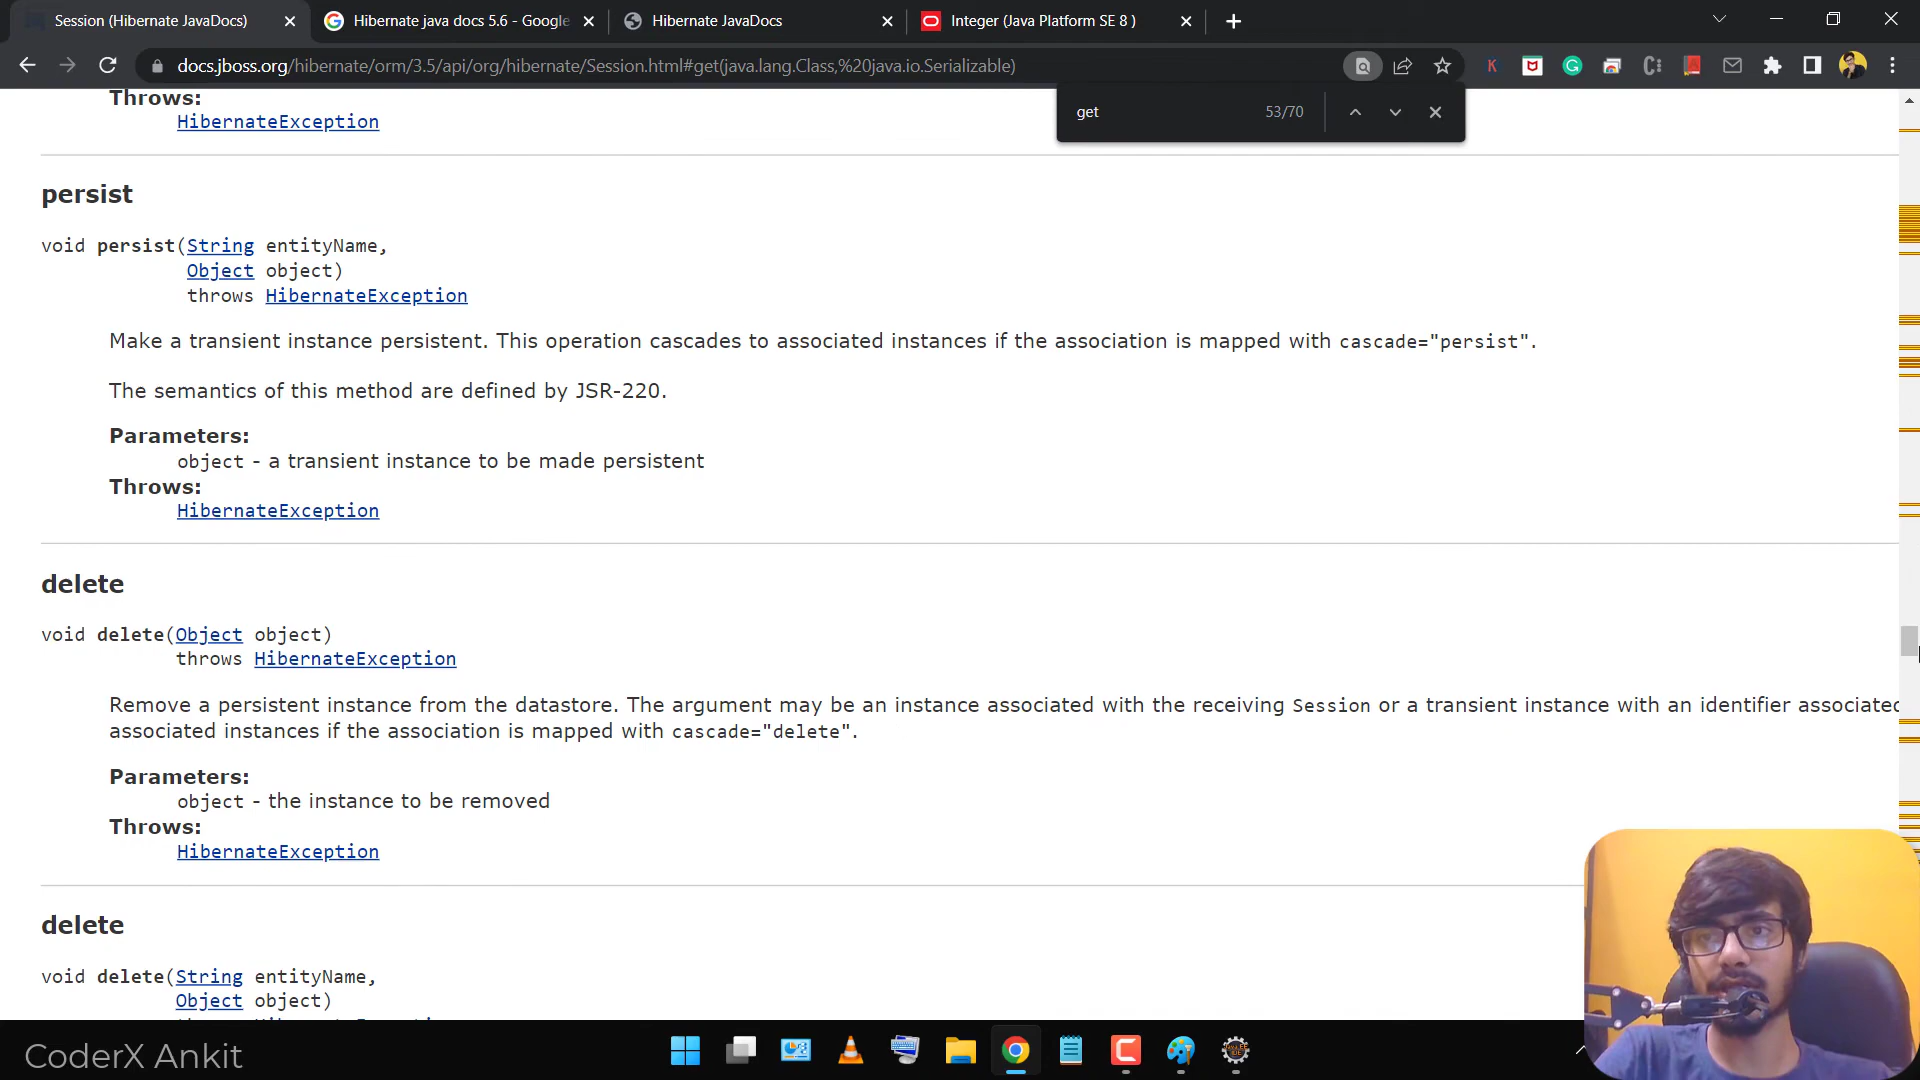 Session (Hibernate JavaDocs)
Hibernate java docs 5.6 - Google
Hibernate JavaDocs
Integer (Java Platform SE 8 )
docs.jboss.org/hibernate/orm/3.5/api/org/hibernate/Session.html#get(java.lang.Class,%20java.io.Serializable)
get 53/70
Throws:
HibernateException
persist
void persist(String entityName,
Object object)
throws HibernateException
Make a transient instance persistent. This operation cascades to associated instances if the association is mapped with cascade="persist".
The semantics of this method are defined by JSR-220.
Parameters:
object - a transient instance to be made persistent
Throws:
HibernateException
delete
void delete(Object object)
throws HibernateException
Remove a persistent instance from the datastore. The argument may be an instance associated with the receiving Session or a transient instance with an identifier associated
associated instances if the association is mapped with cascade="delete".
Parameters:
object - the instance to be removed
Throws:
HibernateException
delete
void delete(String entityName,
Object object)
CoderX Ankit